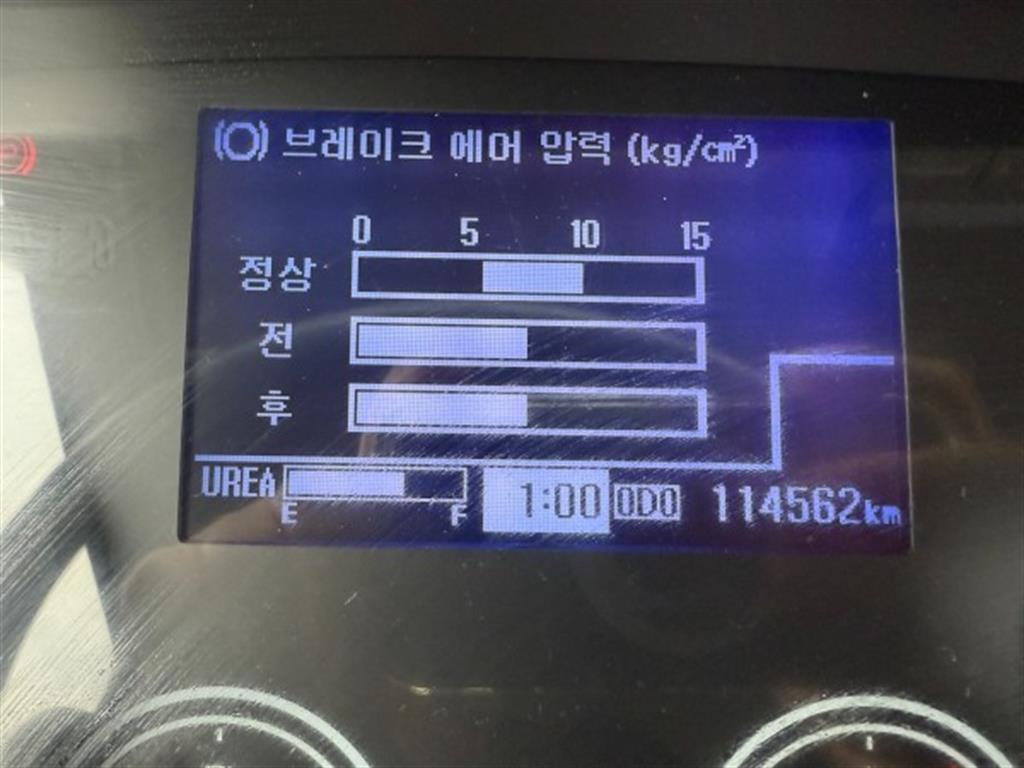 브레이크 에어 압력 (kg/cm²)
0 5 10 15
정상
전
후
UREA E F 1:00 ODO 114562km